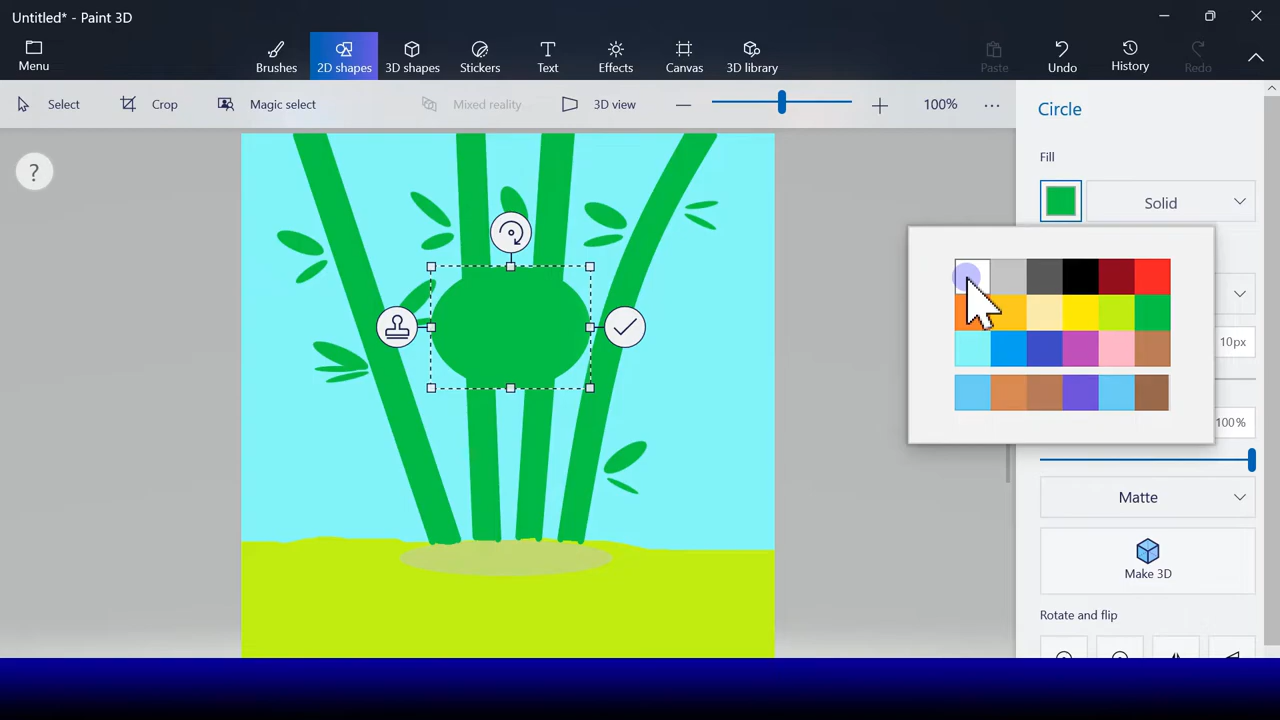 Untitled* - Paint 3D
Menu
Brushes
2D shapes
3D shapes
Stickers
Text
Effects
Canvas
3D library
Paste
Undo
History
Redo
Select
Crop
Magic select
Mixed reality
3D view
100%
Circle
?
Fill
Solid
10px
100%
Matte
Make 3D
Rotate and flip